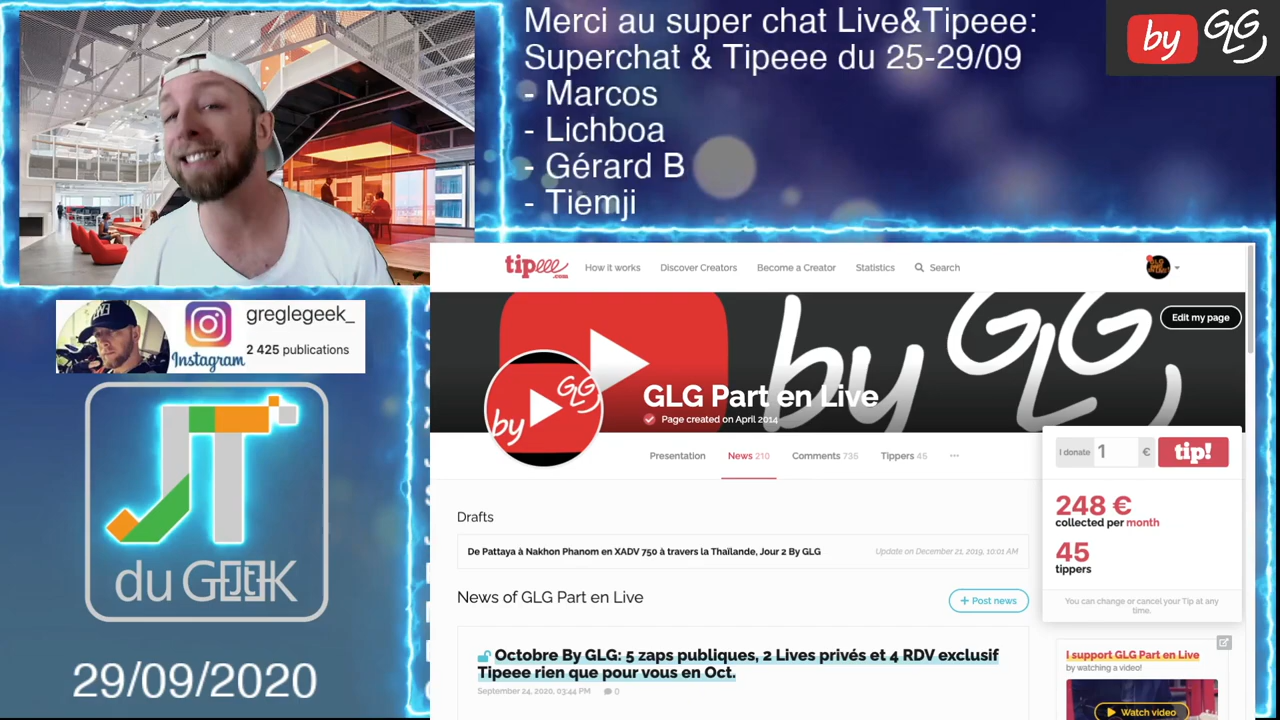 Merci au super chat Live&Tipeee:
Superchat & Tipeee du 25-29/09
- Marcos
- Lichboa
- Gérard B
- Tiemji
by GLG
greglegeek_
Instagram
2 425 publications
JT
du GEEK
29/09/2020
tipeee.com
How it works
Discover Creators
Become a Creator
Statistics
Search
Edit my page
by GLG
by GLG
GLG Part en Live
Page created on April 2014
Presentation
News 210
Comments 735
Tippers 45
I donate 1 €
tip!
248 €
collected per month
45
tippers
You can change or cancel your Tip at any
time.
Drafts
De Pattaya à Nakhon Phanom en XADV 750 à travers la Thaïlande, Jour 2 By GLG
Update on December 21, 2019, 10:01 AM
News of GLG Part en Live
+ Post news
Octobre By GLG: 5 zaps publiques, 2 Lives privés et 4 RDV exclusif
Tipeee rien que pour vous en Oct.
September 24, 2020, 03:44 PM
0
I support GLG Part en Live
by watching a video!
Watch video